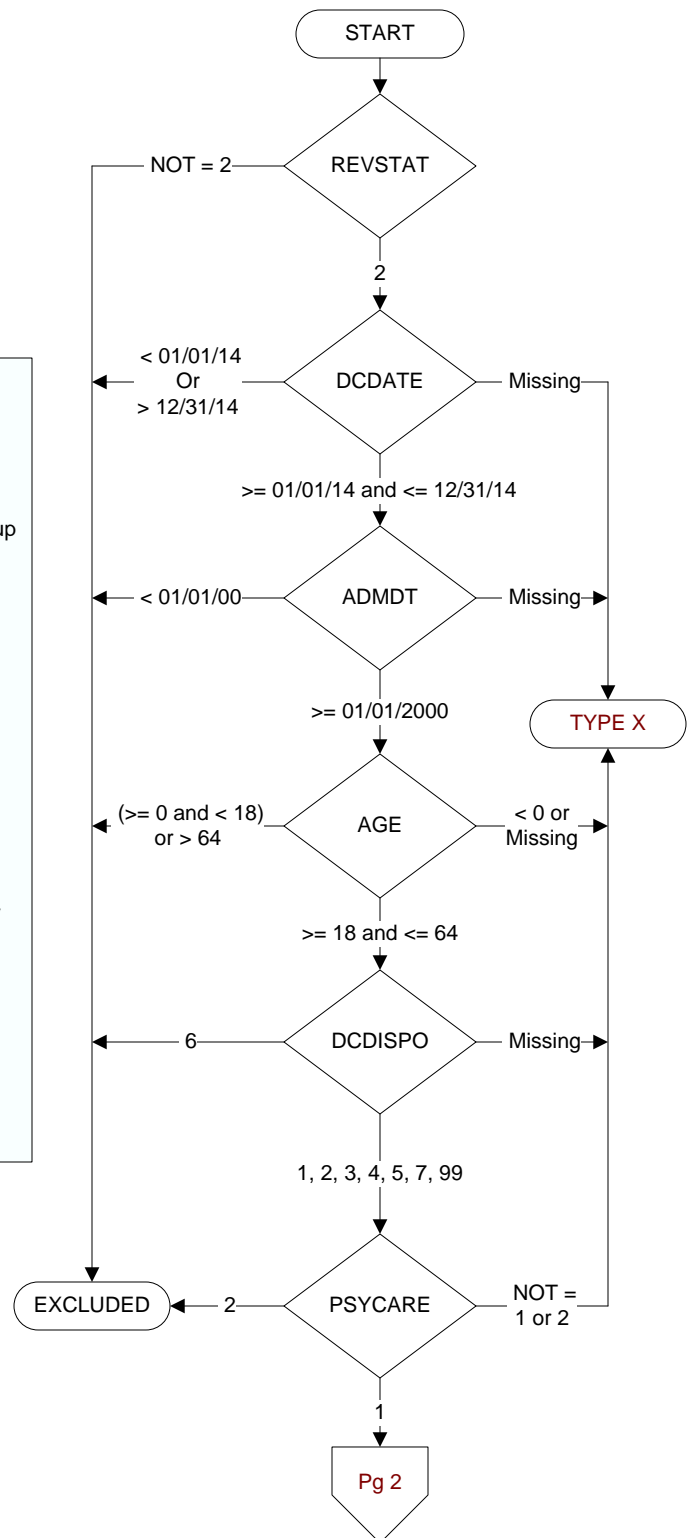 START
NOT = 2
REVSTAT
2
< 01/01/14
Or
> 12/31/14
DCDATE
Missing
>= 01/01/14 and <= 12/31/14
< 01/01/00
ADMDT
Missing
>= 01/01/2000
TYPE X
(>= 0 and < 18)
or > 64
AGE
< 0 or
Missing
>= 18 and <= 64
6
DCDISPO
Missing
1, 2, 3, 4, 5, 7, 99
EXCLUDED
2
PSYCARE
NOT =
1 or 2
1
Pg 2